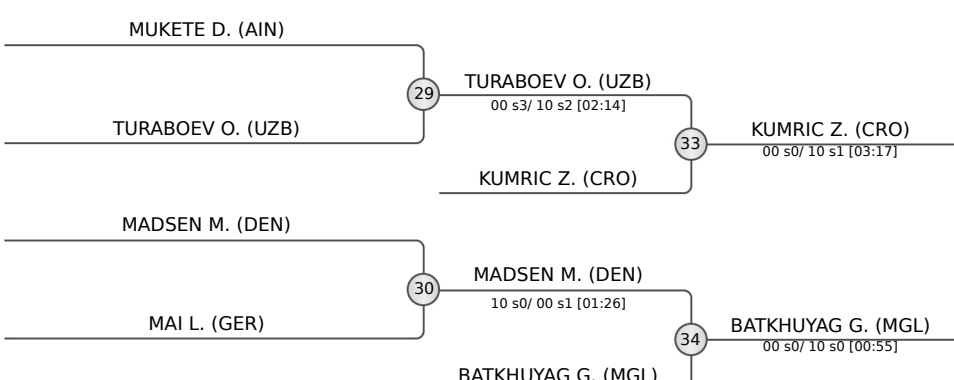 MUKETE D. (AIN)
29
TURABOEV O. (UZB)
00 s3/ 10 s2 [02:14]
TURABOEV O. (UZB)
33
KUMRIC Z. (CRO)
00 s0/ 10 s1 [03:17]
KUMRIC Z. (CRO)
MADSEN M. (DEN)
30
MADSEN M. (DEN)
10 s0/ 00 s1 [01:26]
MAI L. (GER)
34
BATKHUYAG G. (MGL)
00 s0/ 10 s0 [00:55]
BATKHUYAG G. (MGL)